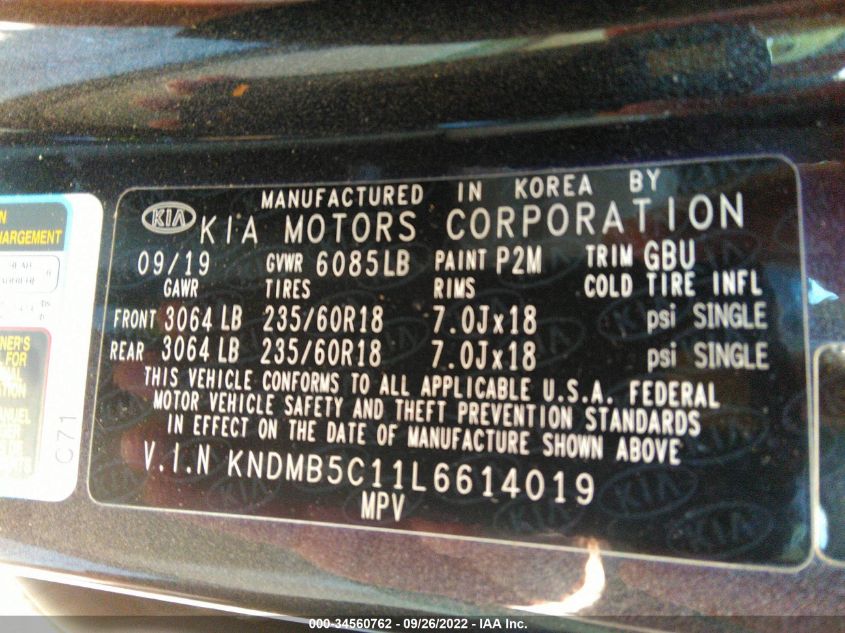 MANUFACTURED IN KOREA BY
KIA KIA MOTORS CORPORATION
09/19 GVWR 6085LB PAINT P2M TRIM GBU
GAWR TIRES RIMS COLD TIRE INFL
FRONT 3064 LB 235/60R18 7.0Jx18 psi SINGLE
REAR 3064 LB 235/60R18 7.0Jx18 psi SINGLE
THIS VEHICLE CONFORMS TO ALL APPLICABLE U.S.A. FEDERAL
MOTOR VEHICLE SAFETY AND THEFT PREVENTION STANDARDS
IN EFFECT ON THE DATE OF MANUFACTURE SHOWN ABOVE
V.I.N KNDMB5C11L6614019
MPV
C71
000-34560762 - 09/26/2022 - IAA Inc.